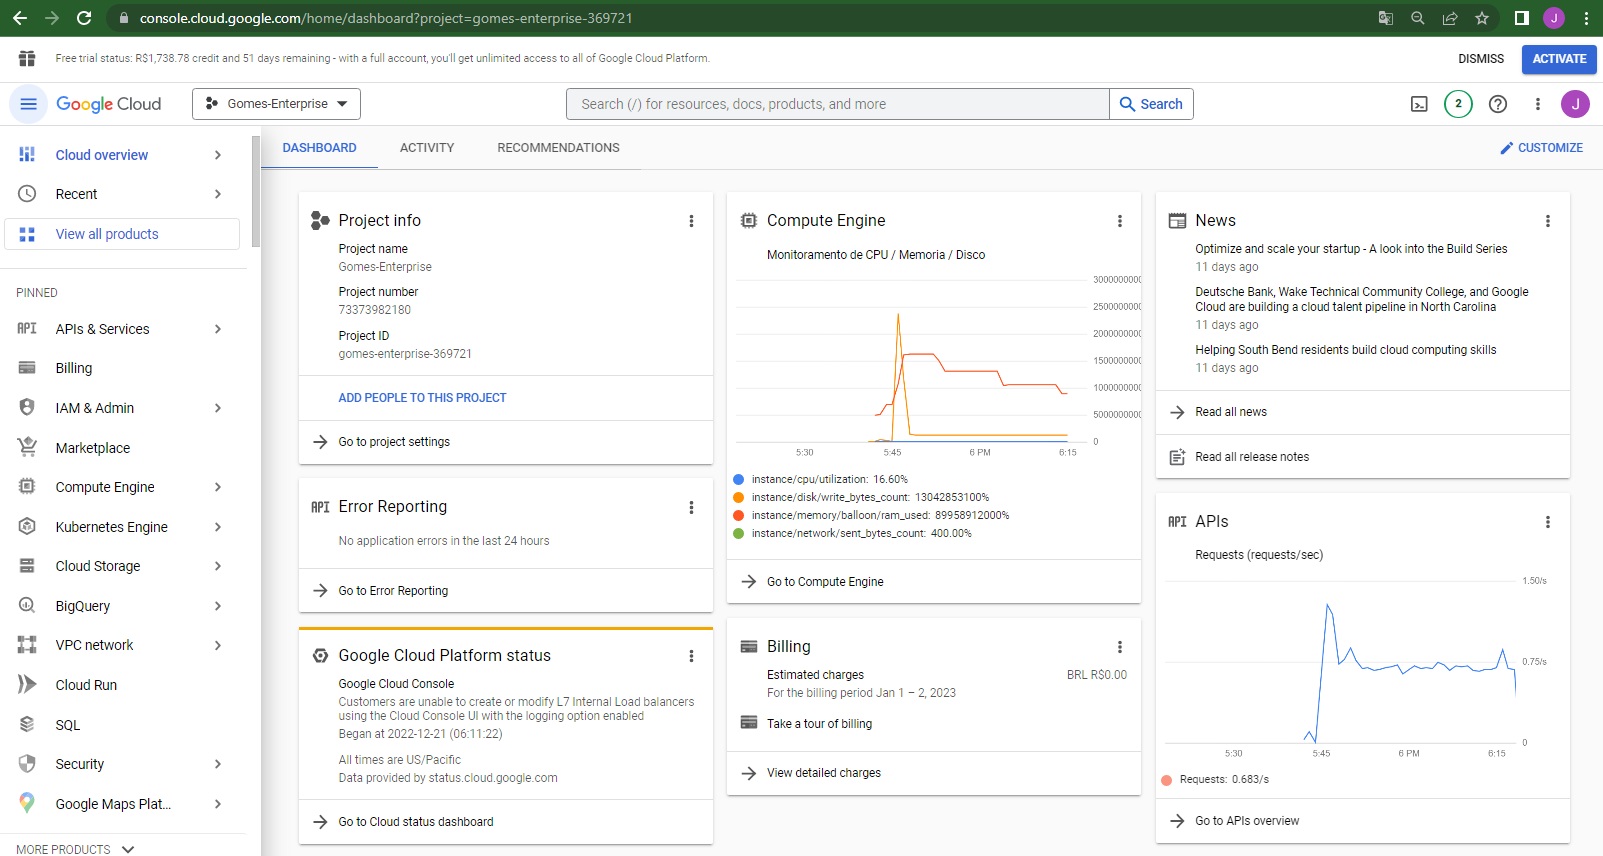 console.cloud.google.com/home/dashboard?project=gomes-enterprise-369721
J
Free trial status: R$1,738.78 credit and 51 days remaining - with a full account, you'll get unlimited access to all of Google Cloud Platform.
DISMISS
ACTIVATE
Google Cloud
Gomes-Enterprise
Search (/) for resources, docs, products, and more
Search
2
J
Cloud overview
Recent
View all products
PINNED
API APIs & Services
Billing
IAM & Admin
Marketplace
Compute Engine
Kubernetes Engine
Cloud Storage
BigQuery
VPC network
Cloud Run
SQL
Security
Google Maps Plat...
MORE PRODUCTS
DASHBOARD
ACTIVITY
RECOMMENDATIONS
CUSTOMIZE
Project info
Project name
Gomes-Enterprise
Project number
73373982180
Project ID
gomes-enterprise-369721
ADD PEOPLE TO THIS PROJECT
Go to project settings
API Error Reporting
No application errors in the last 24 hours
Go to Error Reporting
Google Cloud Platform status
Google Cloud Console
Customers are unable to create or modify L7 Internal Load balancers
using the Cloud Console UI with the logging option enabled
Began at 2022-12-21 (06:11:22)
All times are US/Pacific
Data provided by status.cloud.google.com
Go to Cloud status dashboard
Compute Engine
Monitoramento de CPU / Memoria / Disco
3000000000
2500000000
2000000000
1500000000
1000000000
5000000000
0
5:30
5:45
6 PM
6:15
instance/cpu/utilization: 16.60%
instance/disk/write_bytes_count: 13042853100%
instance/memory/balloon/ram_used: 89958912000%
instance/network/sent_bytes_count: 400.00%
Go to Compute Engine
Billing
Estimated charges
BRL R$0.00
For the billing period Jan 1 – 2, 2023
Take a tour of billing
View detailed charges
News
Optimize and scale your startup - A look into the Build Series
11 days ago
Deutsche Bank, Wake Technical Community College, and Google
Cloud are building a cloud talent pipeline in North Carolina
11 days ago
Helping South Bend residents build cloud computing skills
11 days ago
Read all news
Read all release notes
API APIs
Requests (requests/sec)
1.50/s
0.75/s
0
5:30
5:45
6 PM
6:15
Requests: 0.683/s
Go to APIs overview